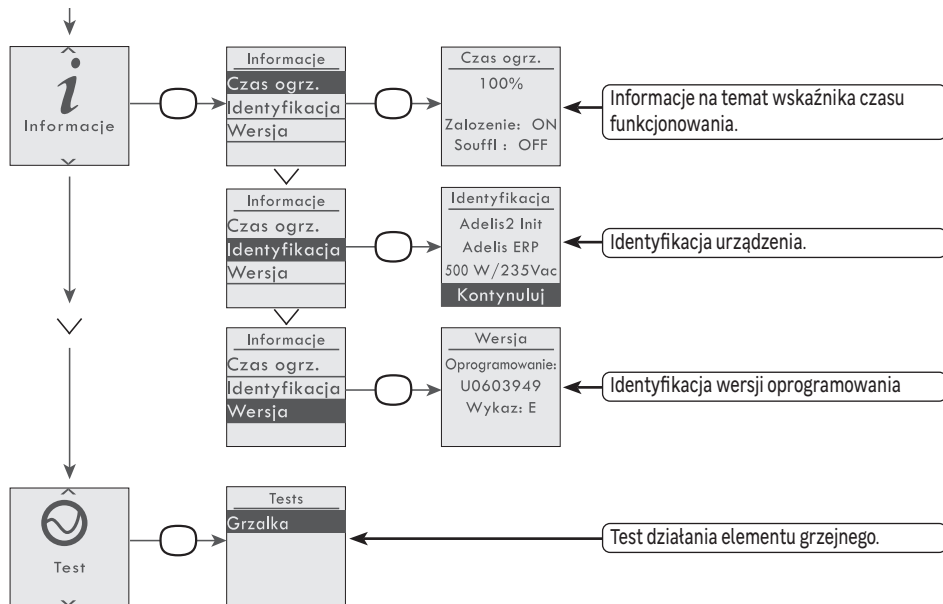 i
Informacje
Informacje
Czas ogrz.
Identyfikacja
Wersja
Czas ogrz.
100%
Zalozenie: ON
Souffl : OFF
Informacje na temat wskaźnika czasu
funkcjonowania.
Informacje
Czas ogrz.
Identyfikacja
Wersja
Identyfikacja
Adelis2 Init
Adelis ERP
500 W/235Vac
Kontynuluj
Identyfikacja urządzenia.
Informacje
Czas ogrz.
Identyfikacja
Wersja
Wersja
Oprogramowanie:
U0603949
Wykaz: E
Identyfikacja wersji oprogramowania
Test
Tests
Grzalka
Test działania elementu grzejnego.